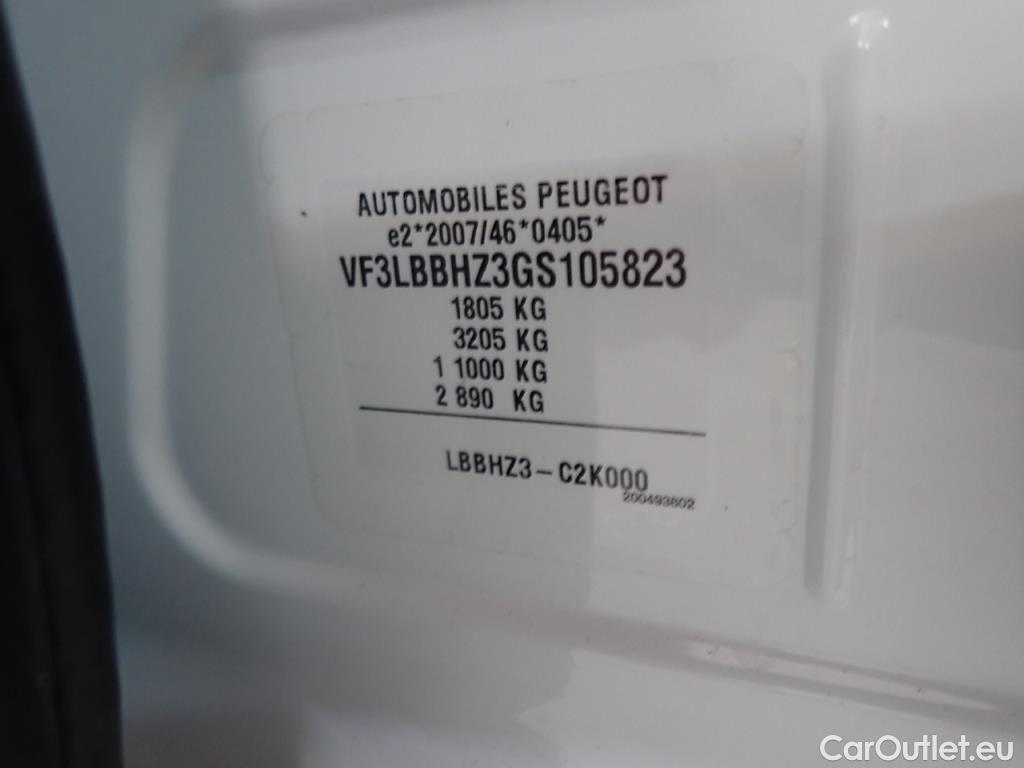 AUTOMOBILES PEUGEOT
e2*2007/46*0405*
VF3LBBHZ3GS105823
1805 KG
3205 KG
1 1000 KG
2 890 KG
LBBHZ3-C2K000
200493602
CarOutlet.eu